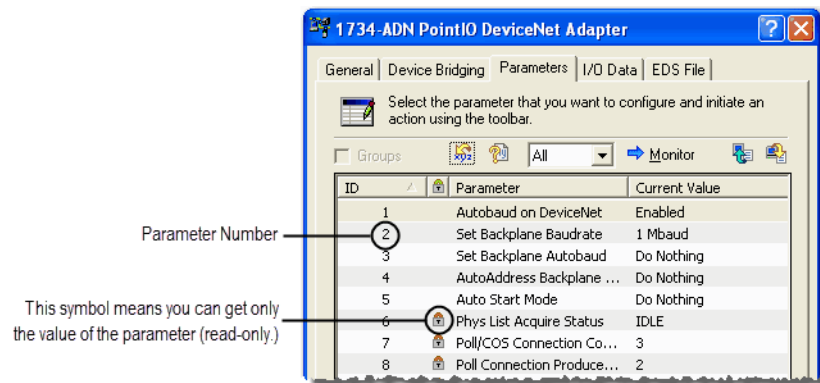 1734-ADN PointIO DeviceNet Adapter
General Device Bridging Parameters I/O Data EDS File
Select the parameter that you want to configure and initiate an
action using the toolbar.
Groups All Monitor
ID Parameter Current Value
1 Autobaud on DeviceNet Enabled
Parameter Number 2 Set Backplane Baudrate 1 Mbaud
3 Set Backplane Autobaud Do Nothing
4 AutoAddress Backplane ... Do Nothing
5 Auto Start Mode Do Nothing
This symbol means you can get only
the value of the parameter (read-only.)
6 Phys List Acquire Status IDLE
7 Poll/COS Connection Co... 3
8 Poll Connection Produce... 2